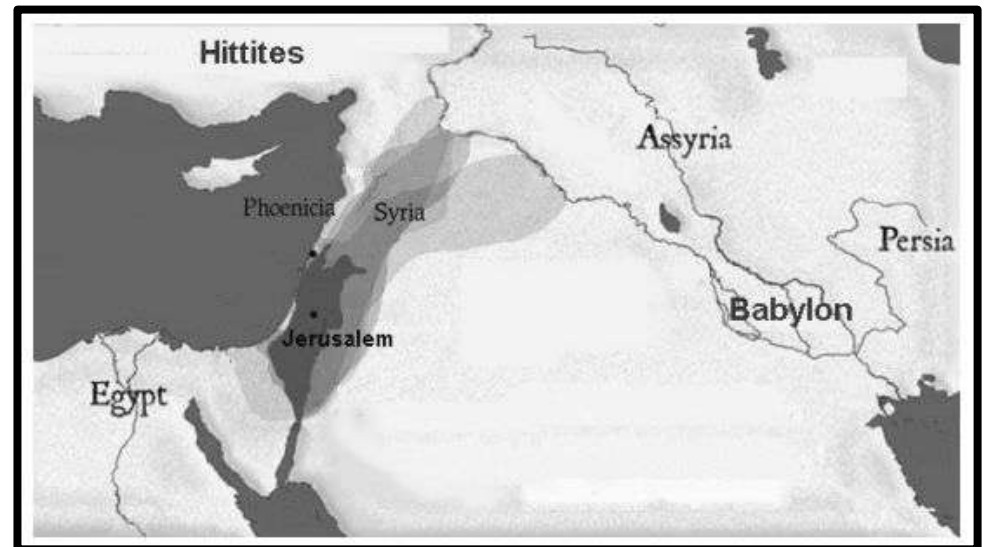 Hittites
Assyria
Phoenicia
Syria
Persia
Babylon
Jerusalem
Egypt